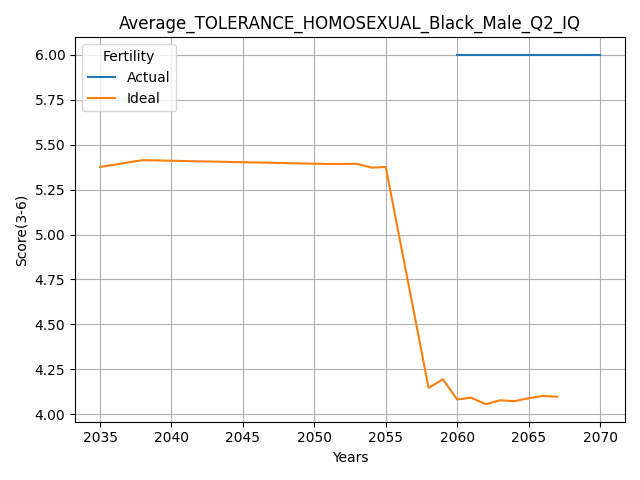 Average_TOLERANCE_HOMOSEXUAL_Black_Male_Q2_IQ
Fertility
Actual
Ideal
Score(3-6)
6.00
5.75
5.50
5.25
5.00
4.75
4.50
4.25
4.00
2035 2040 2045 2050 2055 2060 2065 2070
Years